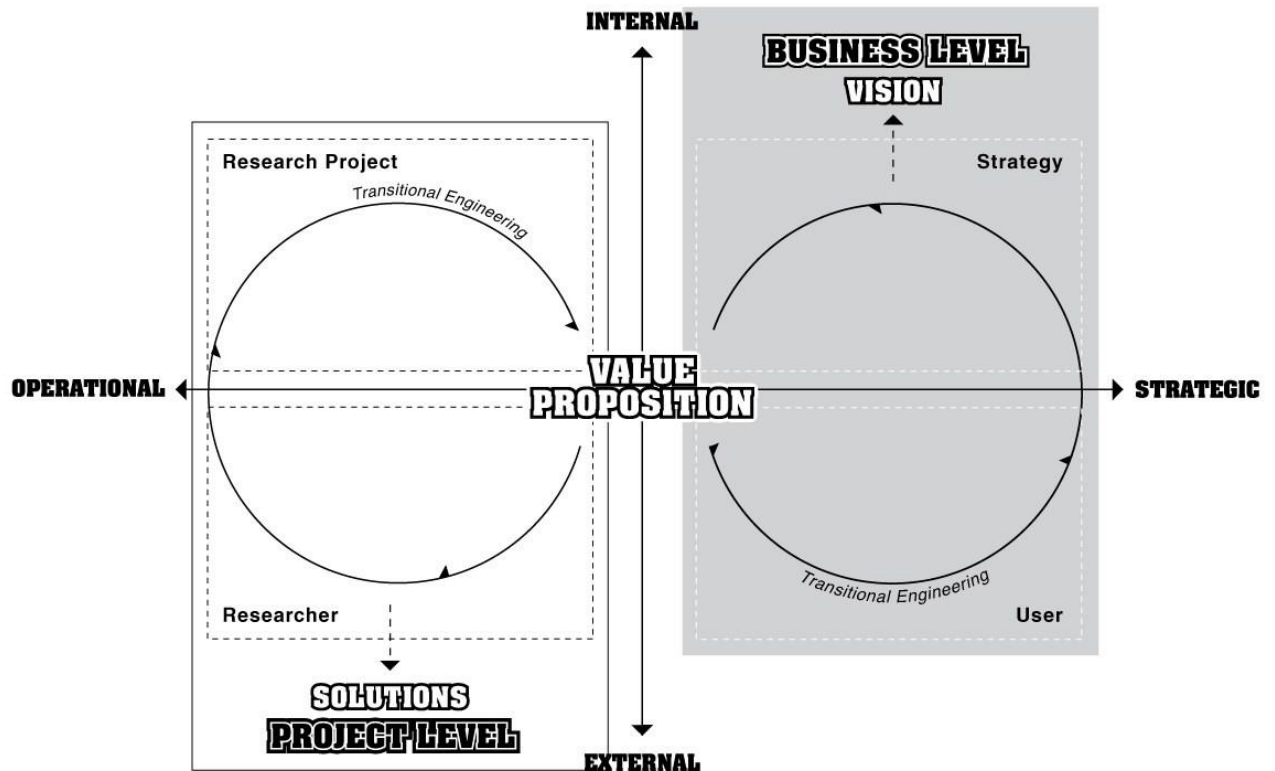 INTERNAL
BUSINESS LEVEL
VISION
Research Project
Transitional Engineering
Strategy
OPERATIONAL
VALUE
PROPOSITION
STRATEGIC
Transitional Engineering
Researcher
User
SOLUTIONS
PROJECT LEVEL
EXTERNAL